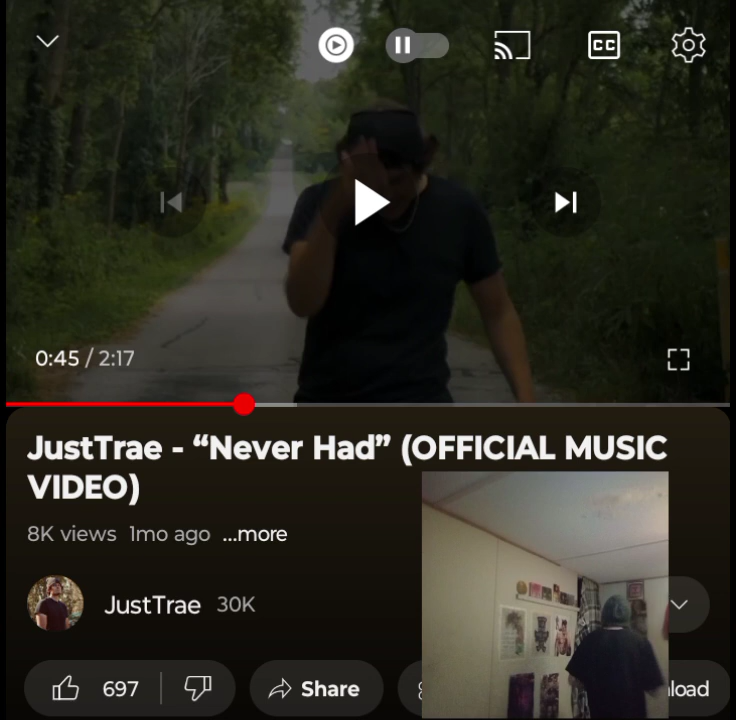 CC
0:45 / 2:17
JustTrae - “Never Had” (OFFICIAL MUSIC
VIDEO)
8K views 1mo ago ...more
JustTrae 30K
697 Share load